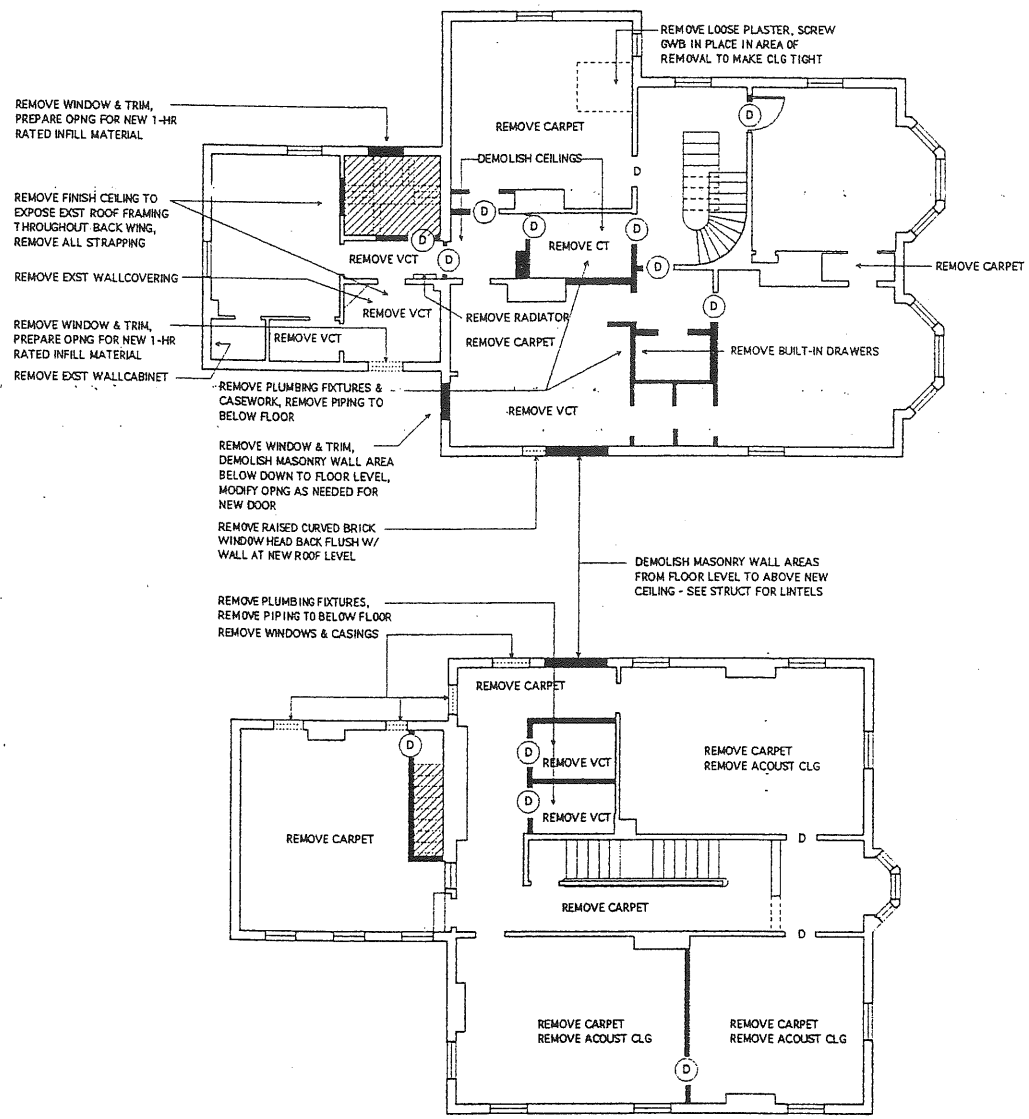 REMOVE LOOSE PLASTER, SCREW
GWB IN PLACE IN AREA OF
REMOVAL TO MAKE CLG TIGHT
REMOVE WINDOW & TRIM,
PREPARE OPNG FOR NEW 1-HR
RATED INFILL MATERIAL
D
REMOVE CARPET
DEMOLISH CEILINGS
D
REMOVE FINISH CEILING TO
EXPOSE EXST ROOF FRAMING
THROUGHOUT BACK WING,
REMOVE ALL STRAPPING
D
D
D
D
REMOVE CT
REMOVE VCT
D
D
REMOVE CARPET
REMOVE EXST WALLCOVERING
D
REMOVE VCT
REMOVE RADIATOR
REMOVE WINDOW & TRIM,
PREPARE OPNG FOR NEW 1-HR
RATED INFILL MATERIAL
REMOVE VCT
REMOVE CARPET
REMOVE BUILT-IN DRAWERS
REMOVE EXST WALLCABINET
REMOVE PLUMBING FIXTURES &
CASEWORK, REMOVE PIPING TO
BELOW FLOOR
REMOVE VCT
REMOVE WINDOW & TRIM,
DEMOLISH MASONRY WALL AREA
BELOW DOWN TO FLOOR LEVEL,
MODIFY OPNG AS NEEDED FOR
NEW DOOR
REMOVE RAISED CURVED BRICK
WINDOW HEAD BACK FLUSH W/
WALL AT NEW ROOF LEVEL
DEMOLISH MASONRY WALL AREAS
FROM FLOOR LEVEL TO ABOVE NEW
CEILING - SEE STRUCT FOR LINTELS
REMOVE PLUMBING FIXTURES,
REMOVE PIPING TO BELOW FLOOR
REMOVE WINDOWS & CASINGS
REMOVE CARPET
D
D
REMOVE VCT
REMOVE CARPET
REMOVE ACOUST CLG
D
REMOVE VCT
REMOVE CARPET
D
REMOVE CARPET
D
REMOVE CARPET
REMOVE ACOUST CLG
REMOVE CARPET
REMOVE ACOUST CLG
D